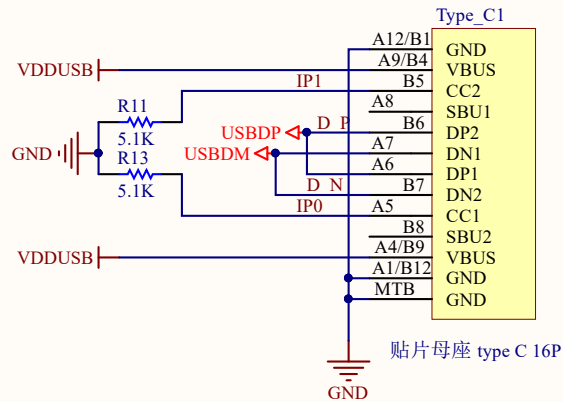 Type_C1
A12/B1 GND
VDDUSB A9/B4 VBUS
IP1 B5 CC2
R11 A8 SBU1
5.1K USBDP D_P B6 DP2
GND USBDM A7 DN1
R13 A6 DP1
5.1K D_N B7 DN2
IP0 A5 CC1
B8 SBU2
VDDUSB A4/B9 VBUS
A1/B12 GND
MTB GND
贴片母座 type C 16P
GND